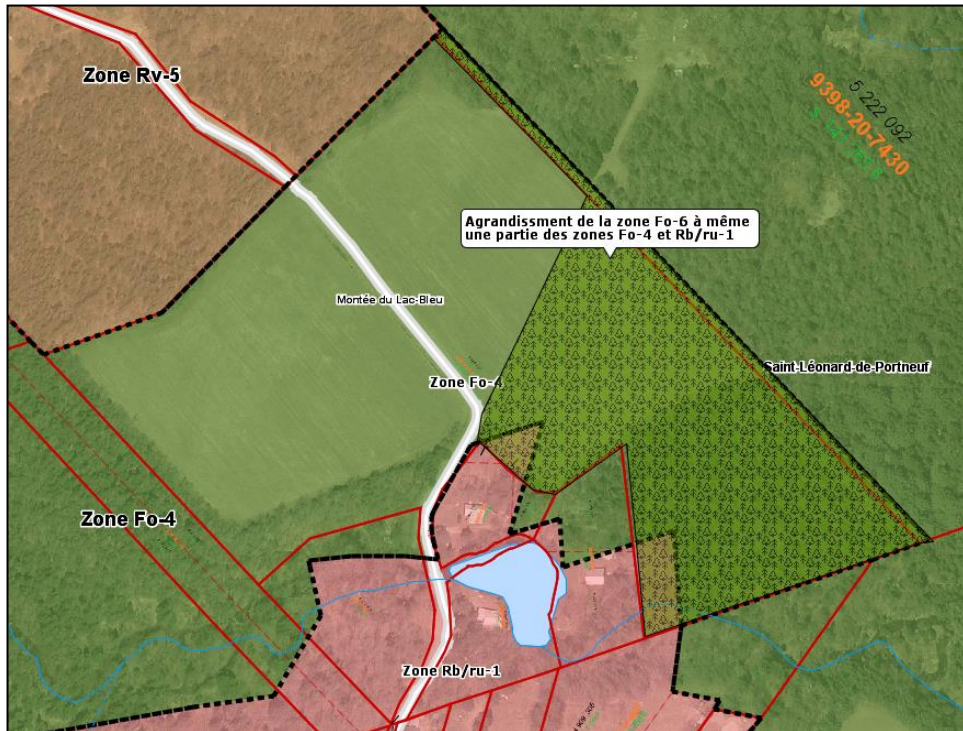 Zone Rv-5
5 222 092
9398-20-7430
Agrandissment de la zone Fo-6 à même
une partie des zones Fo-4 et Rb/ru-1
Montée du Lac-Bleu
Saint-Léonard-de-Portneuf
Zone Fo-4
Zone Fo-4
Zone Rb/ru-1